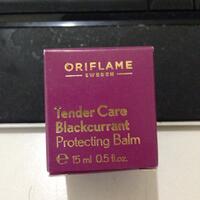 ORIFLAME
SWEDEN
Tender Care
Blackcurrant
Protecting Balm
℮ 15 ml 0.5 fl.oz.